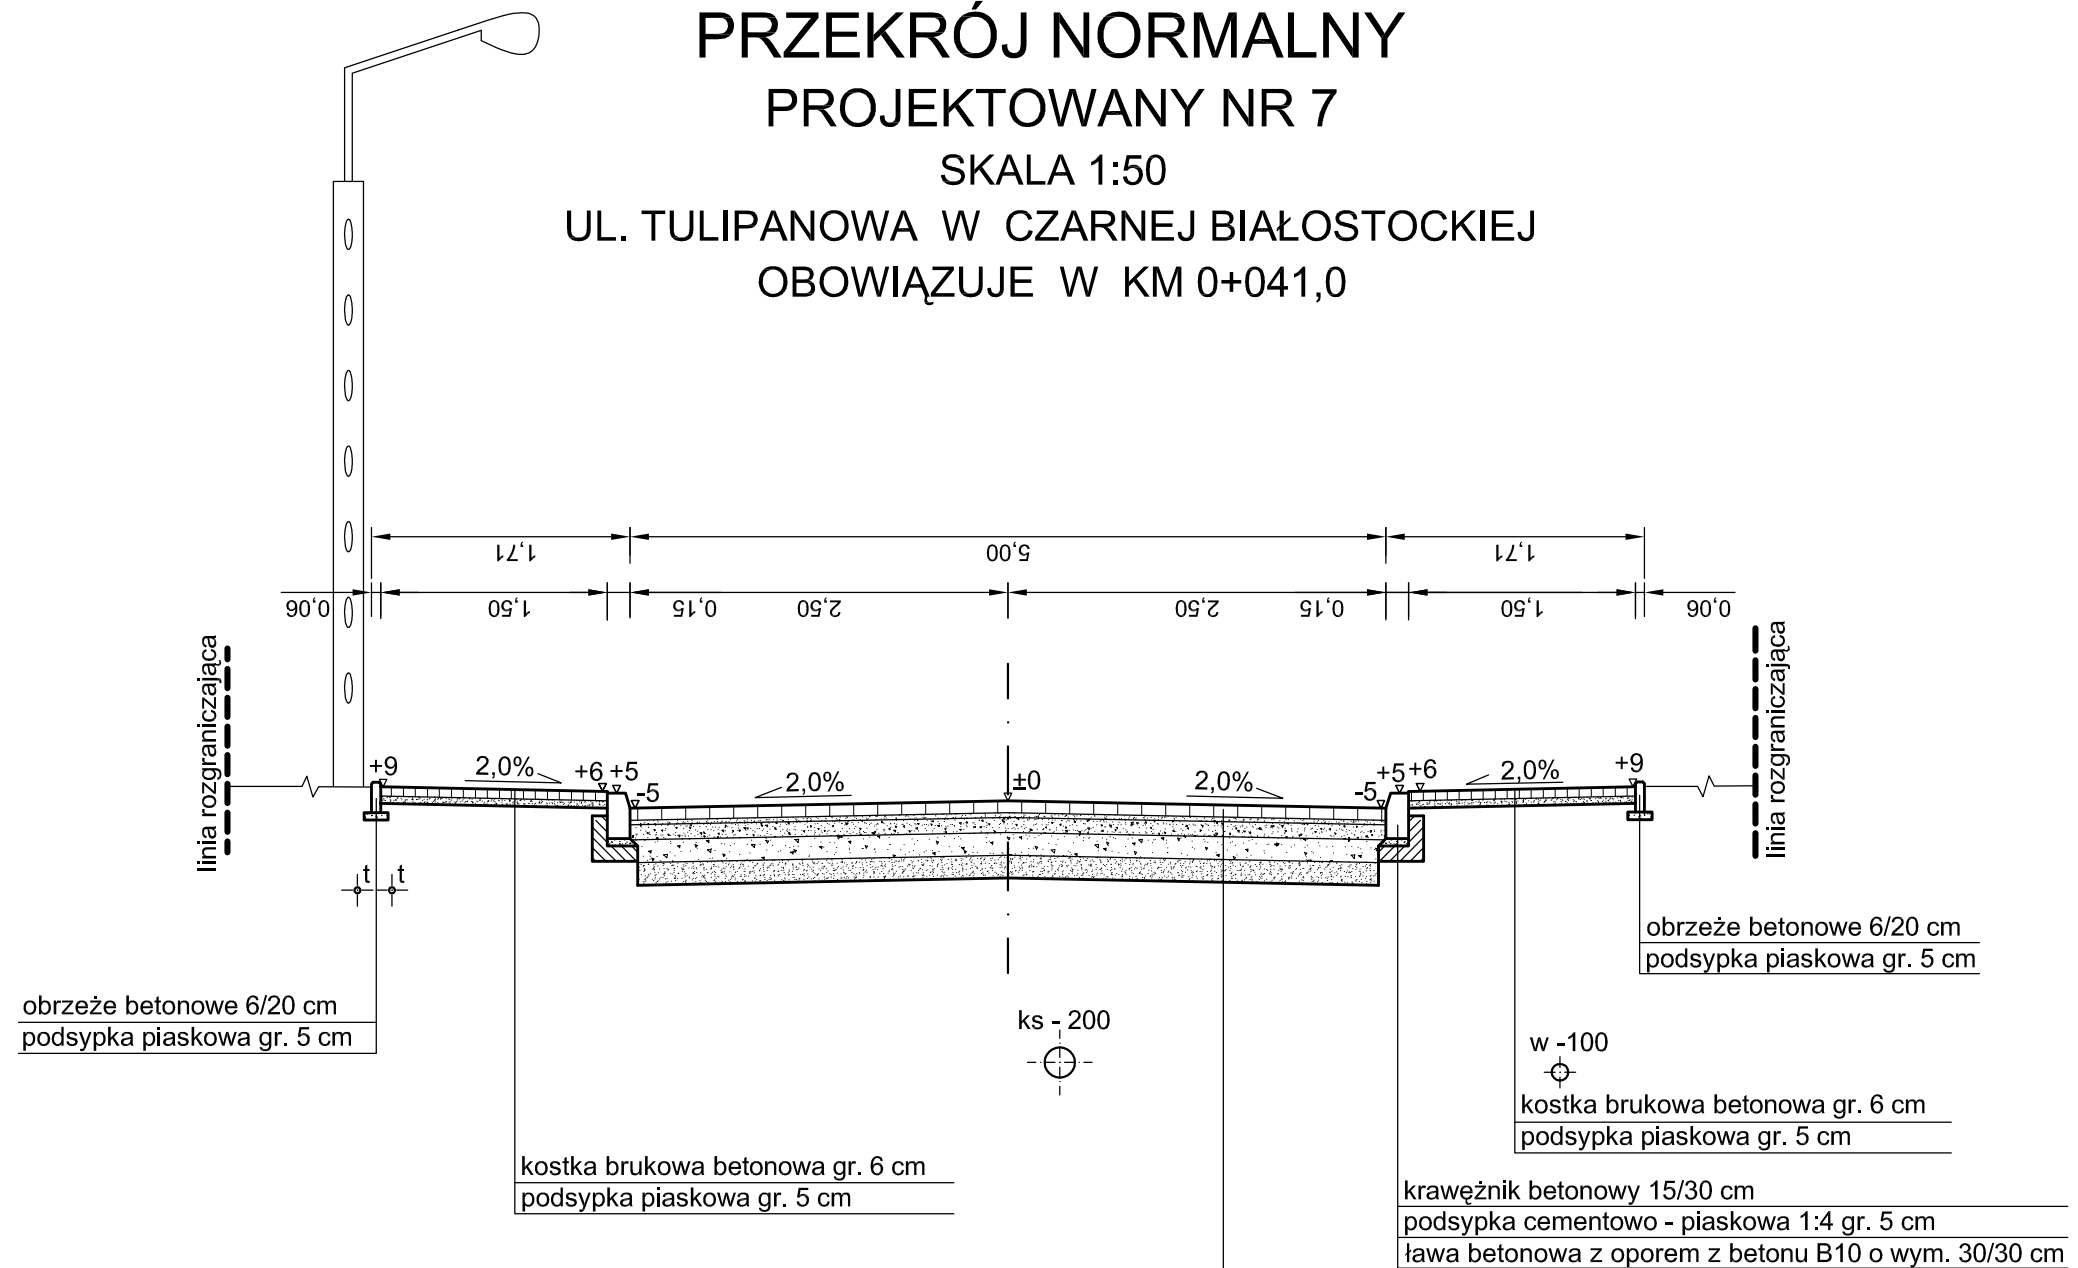 PRZEKRÓJ NORMALNY
PROJEKTOWANY NR 7
SKALA 1:50
UL. TULIPANOWA W CZARNEJ BIAŁOSTOCKIEJ
OBOWIĄZUJE W KM 0+041,0
1,71 5,00 1,71
0,06 1,50 0,15 2,50 2,50 0,15 1,50 0,06
linia rozgraniczająca
linia rozgraniczająca
+9 2,0% +6 +5 -5 2,0% ±0 2,0% -5 +5 +6 2,0% +9
t t
obrzeże betonowe 6/20 cm
podsypka piaskowa gr. 5 cm
obrzeże betonowe 6/20 cm
podsypka piaskowa gr. 5 cm
ks - 200
w -100
kostka brukowa betonowa gr. 6 cm
podsypka piaskowa gr. 5 cm
kostka brukowa betonowa gr. 6 cm
podsypka piaskowa gr. 5 cm
krawężnik betonowy 15/30 cm
podsypka cementowo - piaskowa 1:4 gr. 5 cm
ława betonowa z oporem z betonu B10 o wym. 30/30 cm